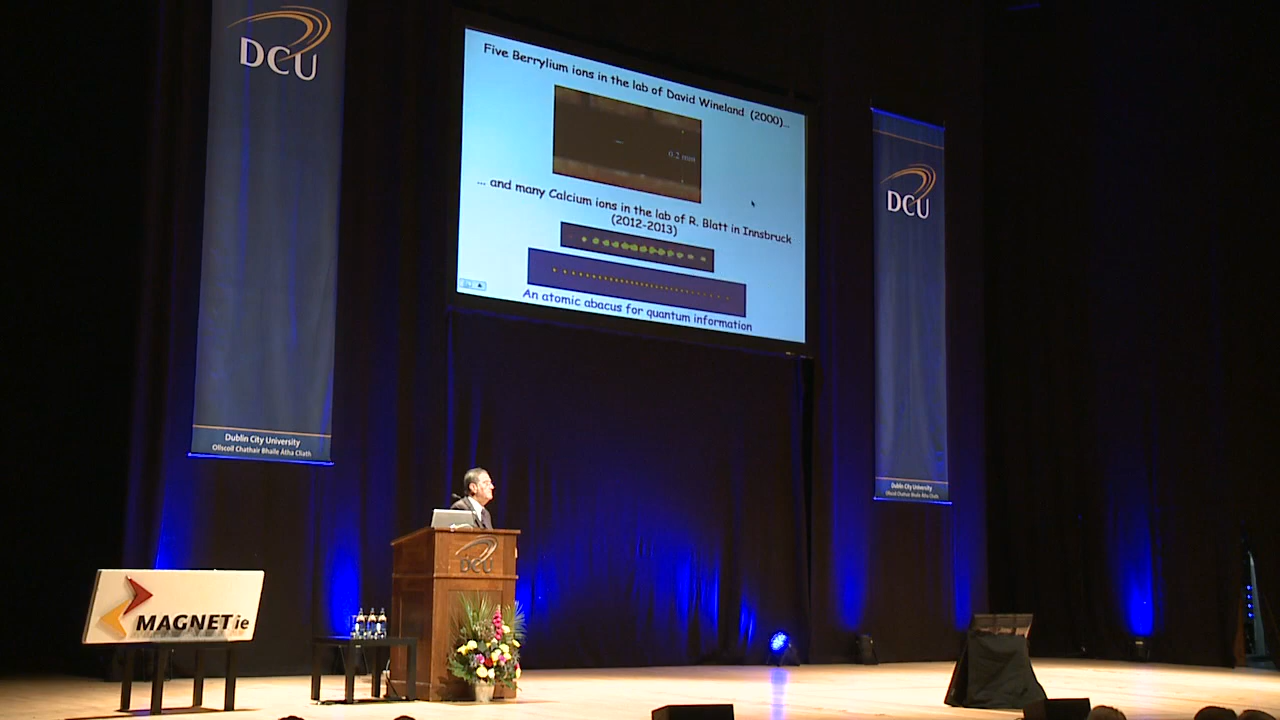 DCU
Five Berrylium ions in the lab of David Wineland (2000)...
0.2 mm
... and many Calcium ions in the lab of R. Blatt in Innsbruck
(2012-2013)
An atomic abacus for quantum information
DCU
Dublin City University
Ollscoil Chathair Bhaile Átha Cliath
Dublin City University
Ollscoil Chathair Bhaile Átha Cliath
DCU
MAGNETie